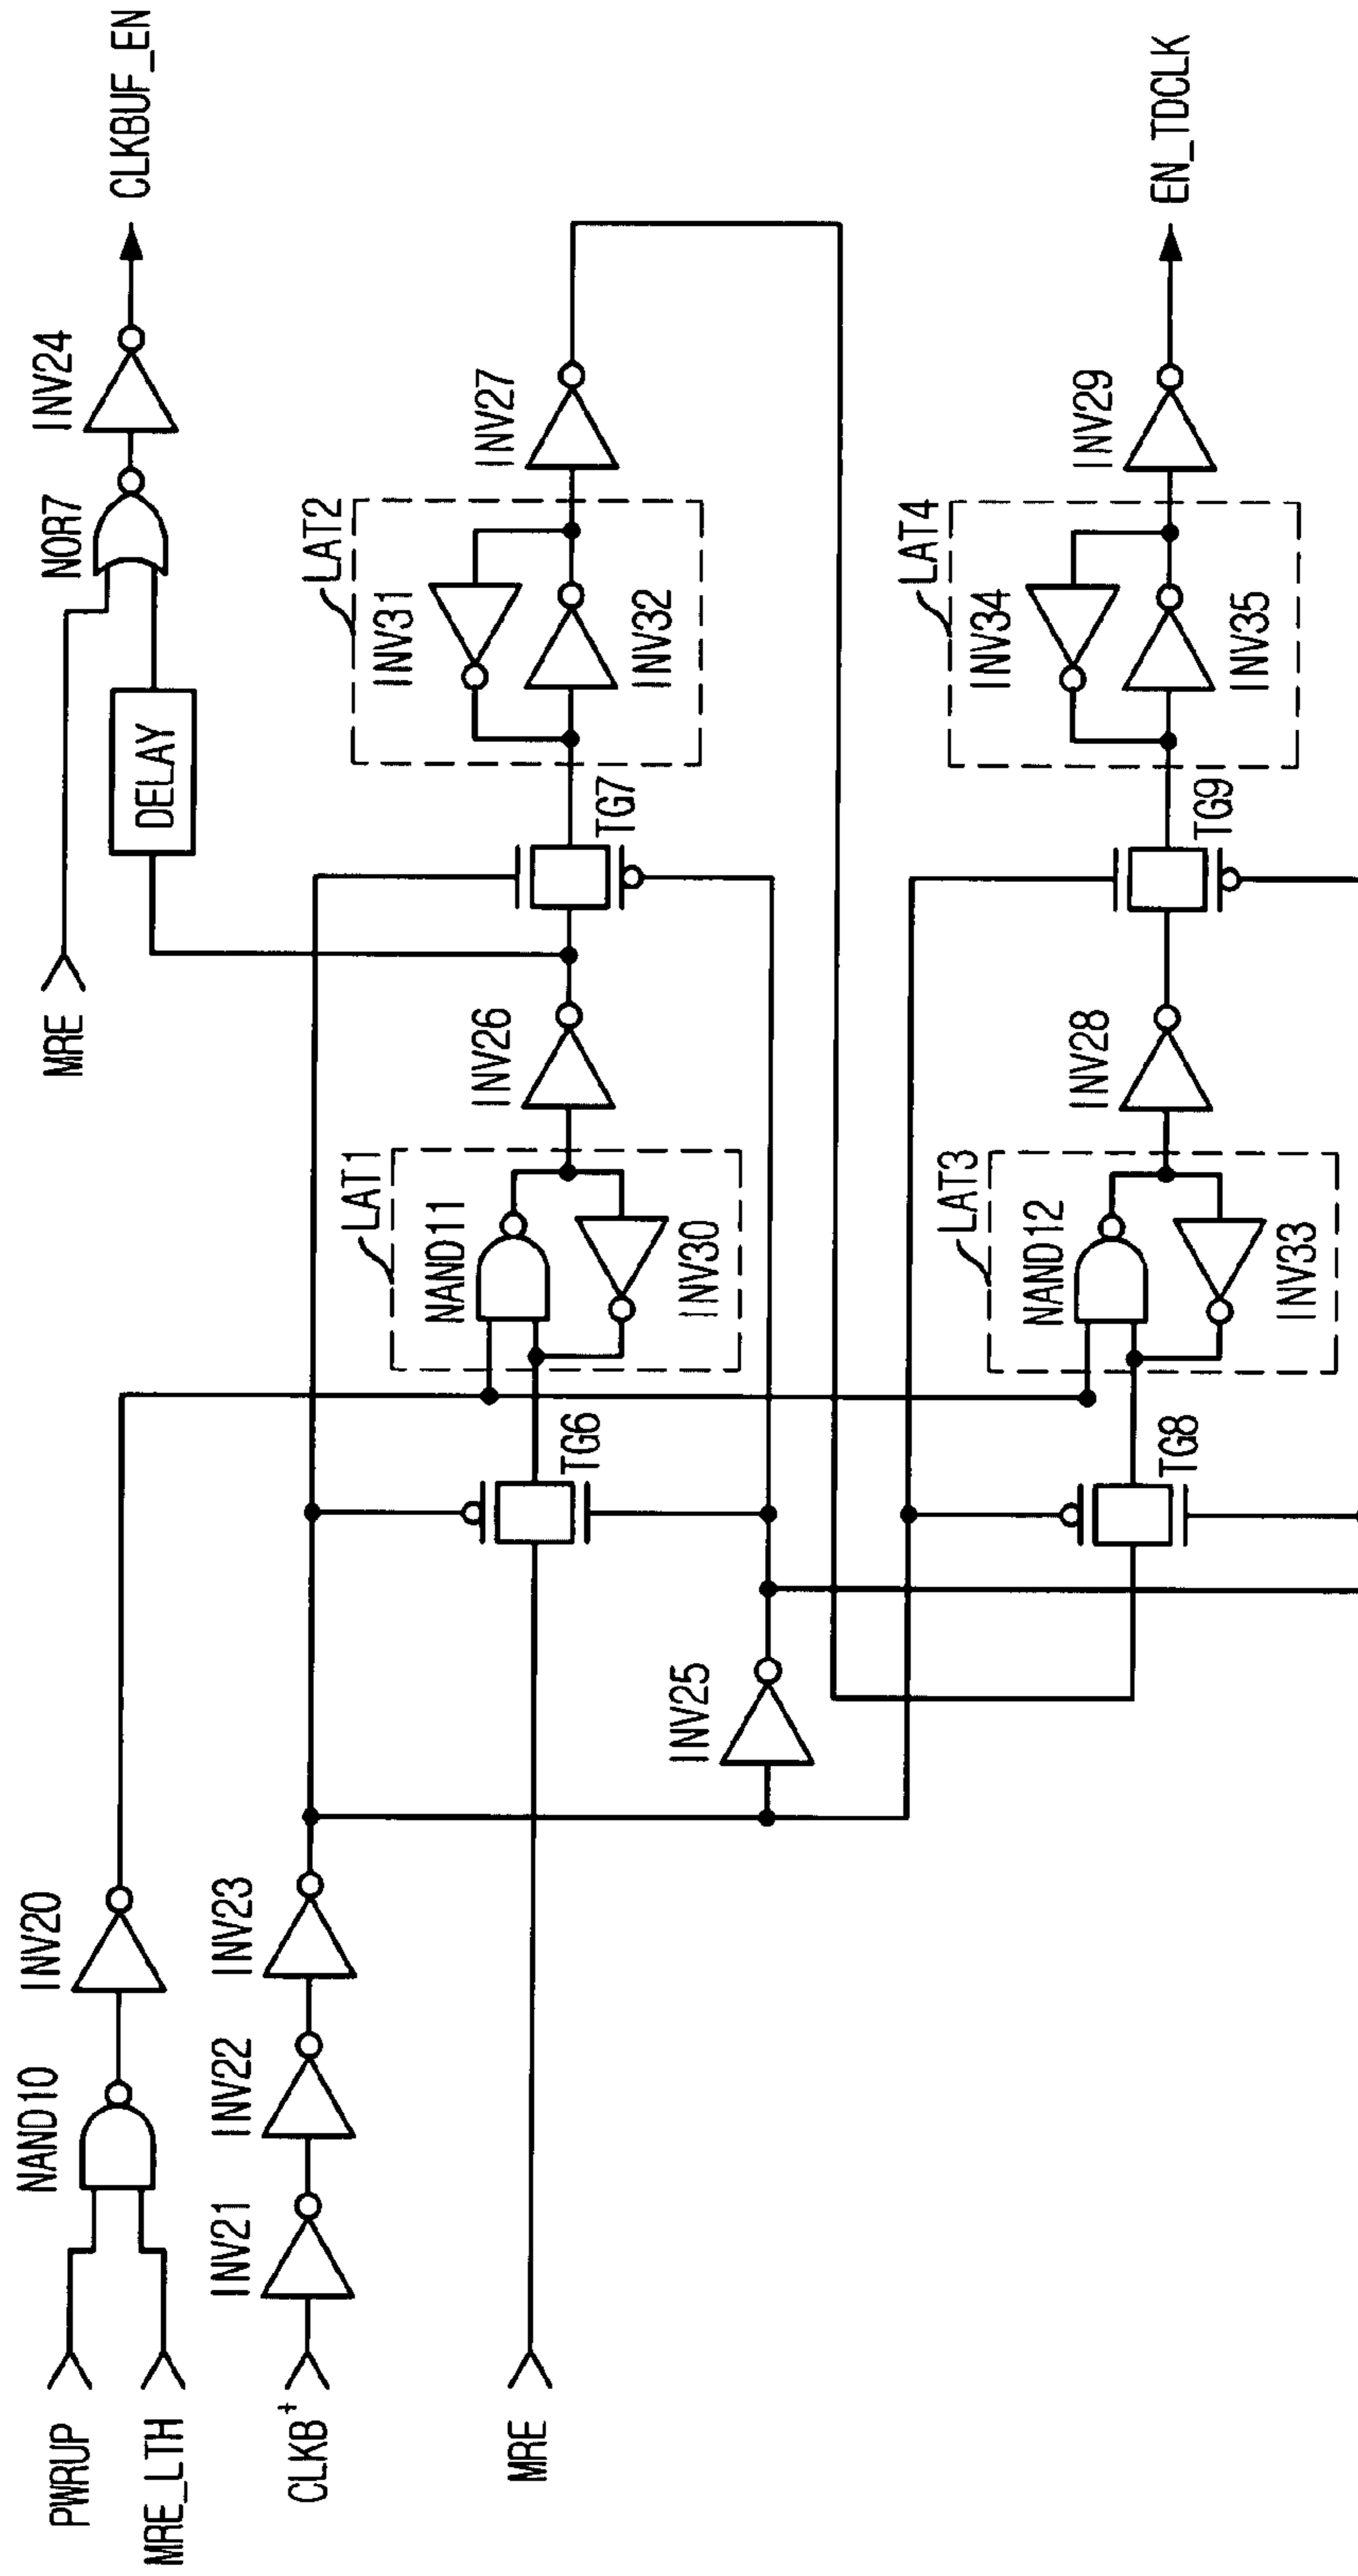 PWRUP
MRE_LTH
NAND10
INV20
CLKB+
INV21
INV22
INV23
MRE
MRE
DELAY
NOR7
INV24
CLKBUF_EN
TG6
LAT1
NAND11
INV30
INV26
TG7
LAT2
INV31
INV32
INV27
INV25
TG8
LAT3
NAND12
INV33
INV28
TG9
LAT4
INV34
INV35
INV29
EN_TDCLK